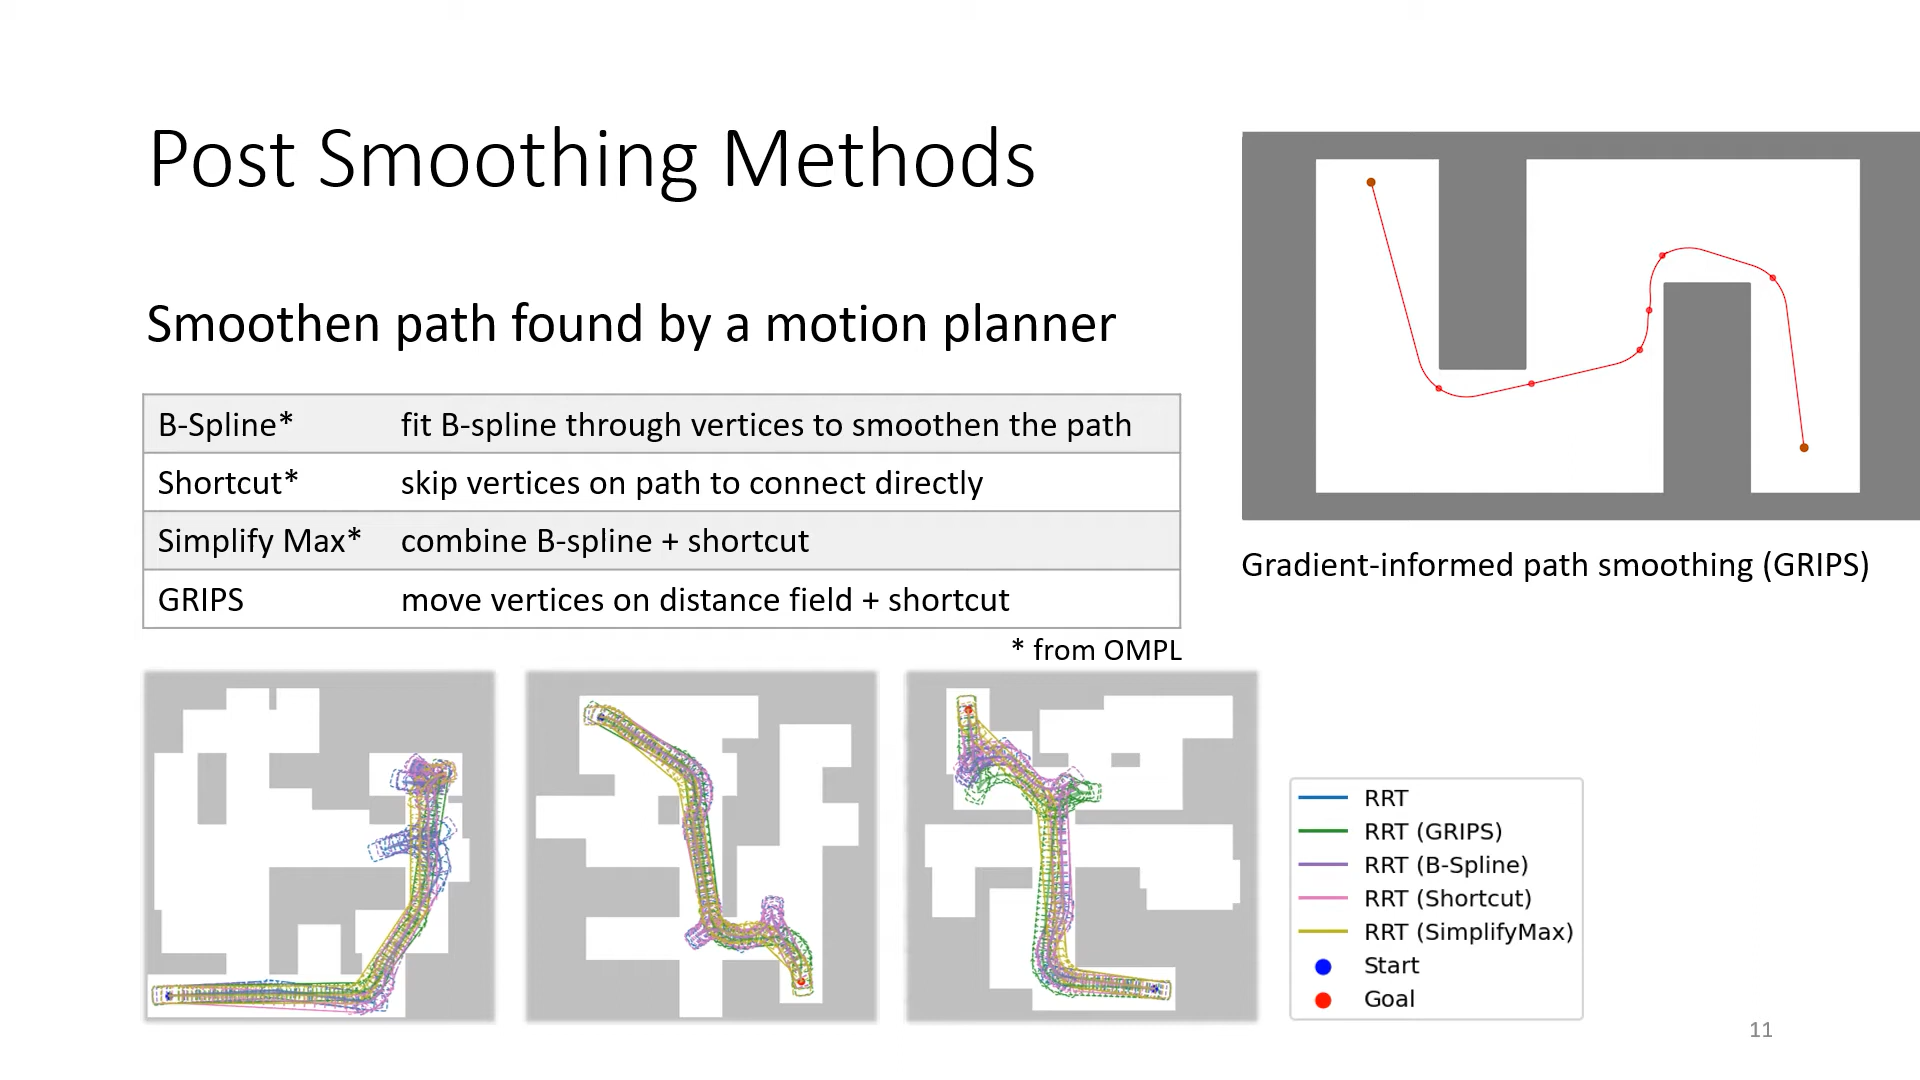 Post Smoothing Methods
Smoothen path found by a motion planner
B-Spline* fit B-spline through vertices to smoothen the path
Shortcut* skip vertices on path to connect directly
Simplify Max* combine B-spline + shortcut
GRIPS move vertices on distance field + shortcut
* from OMPL
Gradient-informed path smoothing (GRIPS)
RRT
RRT (GRIPS)
RRT (B-Spline)
RRT (Shortcut)
RRT (SimplifyMax)
Start
Goal
11